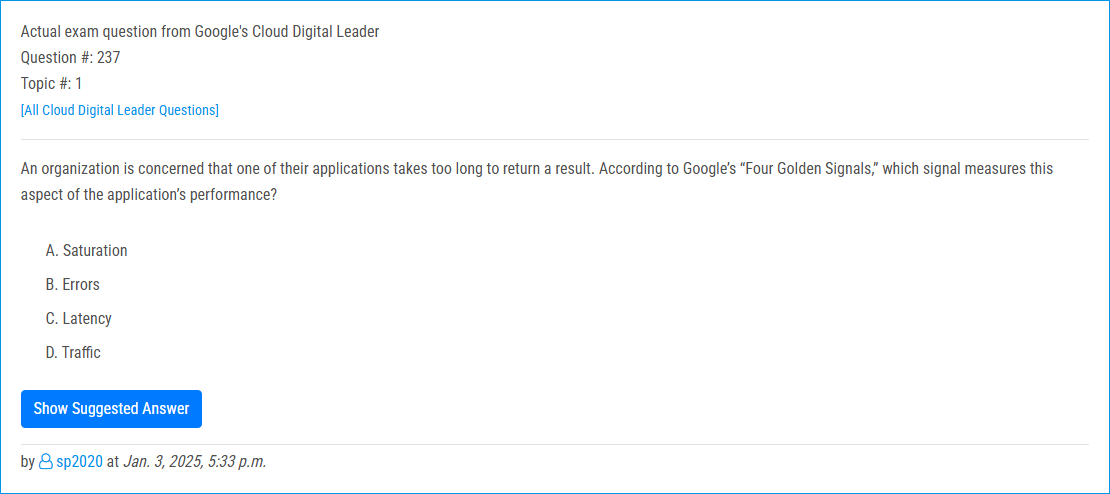 Actual exam question from Google's Cloud Digital Leader
Question #: 237
Topic #: 1
[All Cloud Digital Leader Questions]
An organization is concerned that one of their applications takes too long to return a result. According to Google’s “Four Golden Signals,” which signal measures this
aspect of the application’s performance?
A. Saturation
B. Errors
C. Latency
D. Traffic
Show Suggested Answer
by sp2020 at Jan. 3, 2025, 5:33 p.m.